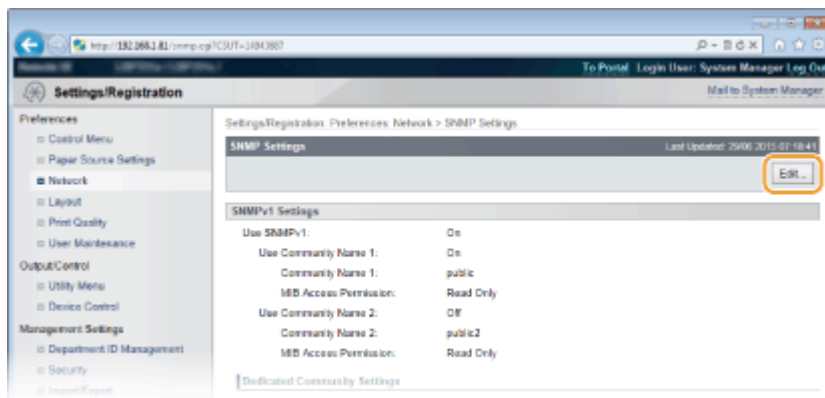 http://192.168.1.81/snmp.cgi?CSUT=14843687
To Portal Login User: System Manager Log Ou
Settings/Registration
Mail to System Manager
Preferences
Control Menu
Paper Source Settings
Network
Layout
Print Quality
User Maintenance
Output/Control
Utility Menu
Device Control
Management Settings
Department ID Management
Security
Import/Export
Settings/Registration: Preferences: Network > SNMP Settings
SNMP Settings
Last Updated: 29/06 2015 07:18:41
Edit...
SNMPv1 Settings
Use SNMPv1: On
Use Community Name 1: On
Community Name 1: public
MIB Access Permission: Read Only
Use Community Name 2: Off
Community Name 2: public2
MIB Access Permission: Read Only
Dedicated Community Settings